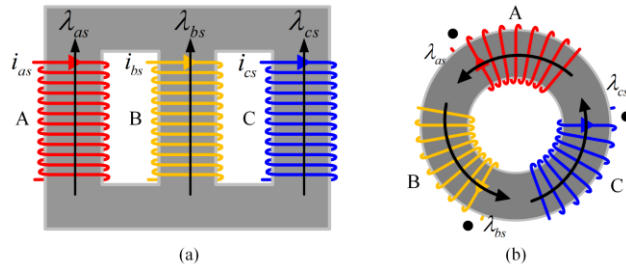 λas λbs λcs
ias ibs ics
A B C
(a)
A
λas
λcs
B
C
λbs
(b)